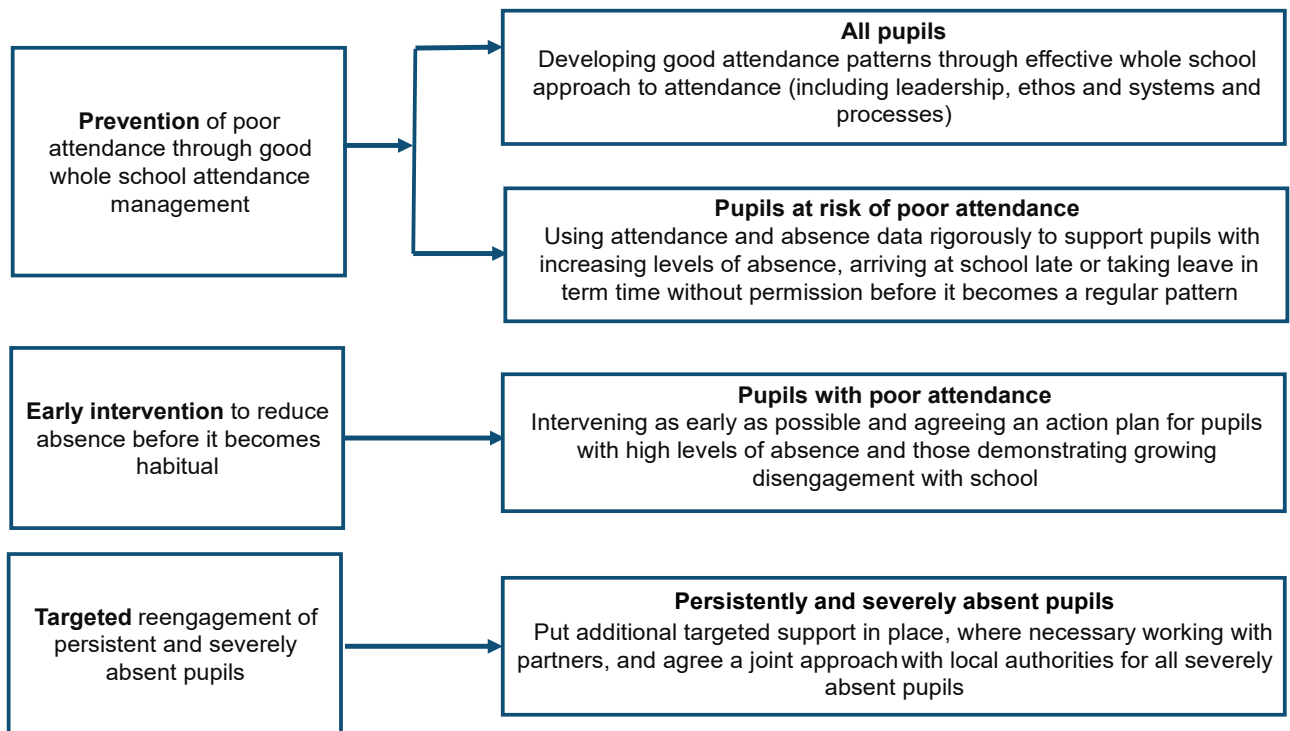 Prevention of poor
attendance through good
whole school attendance
management
All pupils
Developing good attendance patterns through effective whole school
approach to attendance (including leadership, ethos and systems and
processes)
Pupils at risk of poor attendance
Using attendance and absence data rigorously to support pupils with
increasing levels of absence, arriving at school late or taking leave in
term time without permission before it becomes a regular pattern
Early intervention to reduce
absence before it becomes
habitual
Pupils with poor attendance
Intervening as early as possible and agreeing an action plan for pupils
with high levels of absence and those demonstrating growing
disengagement with school
Targeted reengagement of
persistent and severely
absent pupils
Persistently and severely absent pupils
Put additional targeted support in place, where necessary working with
partners, and agree a joint approach with local authorities for all severely
absent pupils